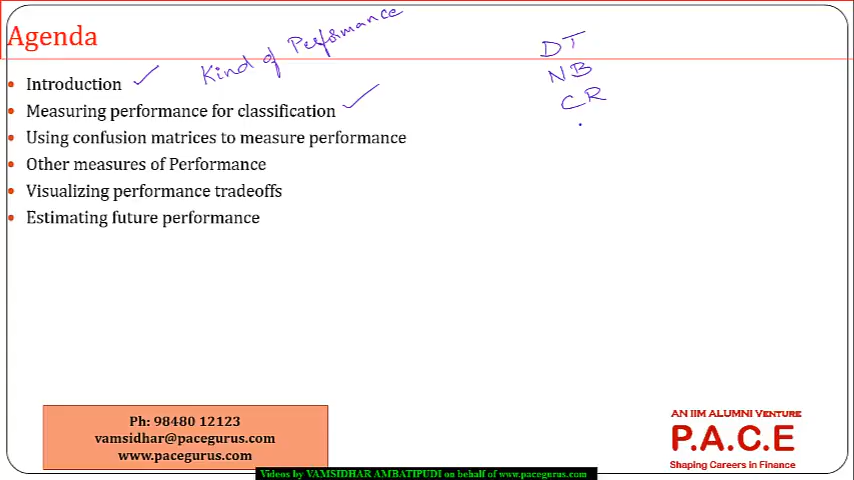 Agenda
Kind of Performance
DT
NB
CR
Introduction
Measuring performance for classification
Using confusion matrices to measure performance
Other measures of Performance
Visualizing performance tradeoffs
Estimating future performance
Ph: 98480 12123
vamsidhar@pacegurus.com
www.pacegurus.com
AN IIM ALUMNI VENTURE
P.A.C.E
Shaping Careers in Finance
Videos by VAMSIDHAR AMBATIPUDI on behalf of www.pacegurus.com